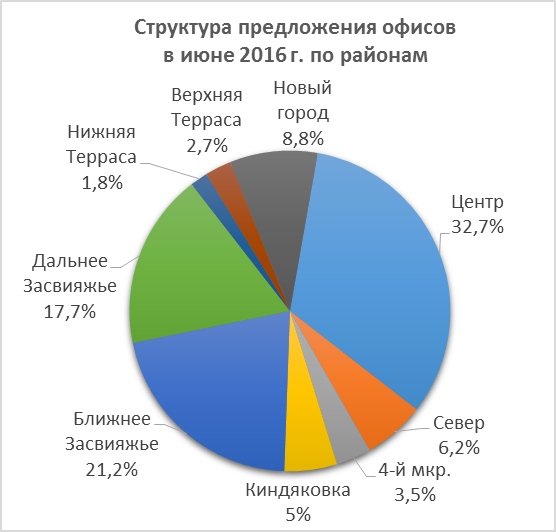 Структура предложения офисов
в июне 2016 г. по районам
Новый
город
8,8%
Центр
32,7%
Север
6,2%
4-й мкр.
3,5%
Киндяковка
5%
Ближнее
Засвияжье
21,2%
Дальнее
Засвияжье
17,7%
Нижняя
Терраса
1,8%
Верхняя
Терраса
2,7%